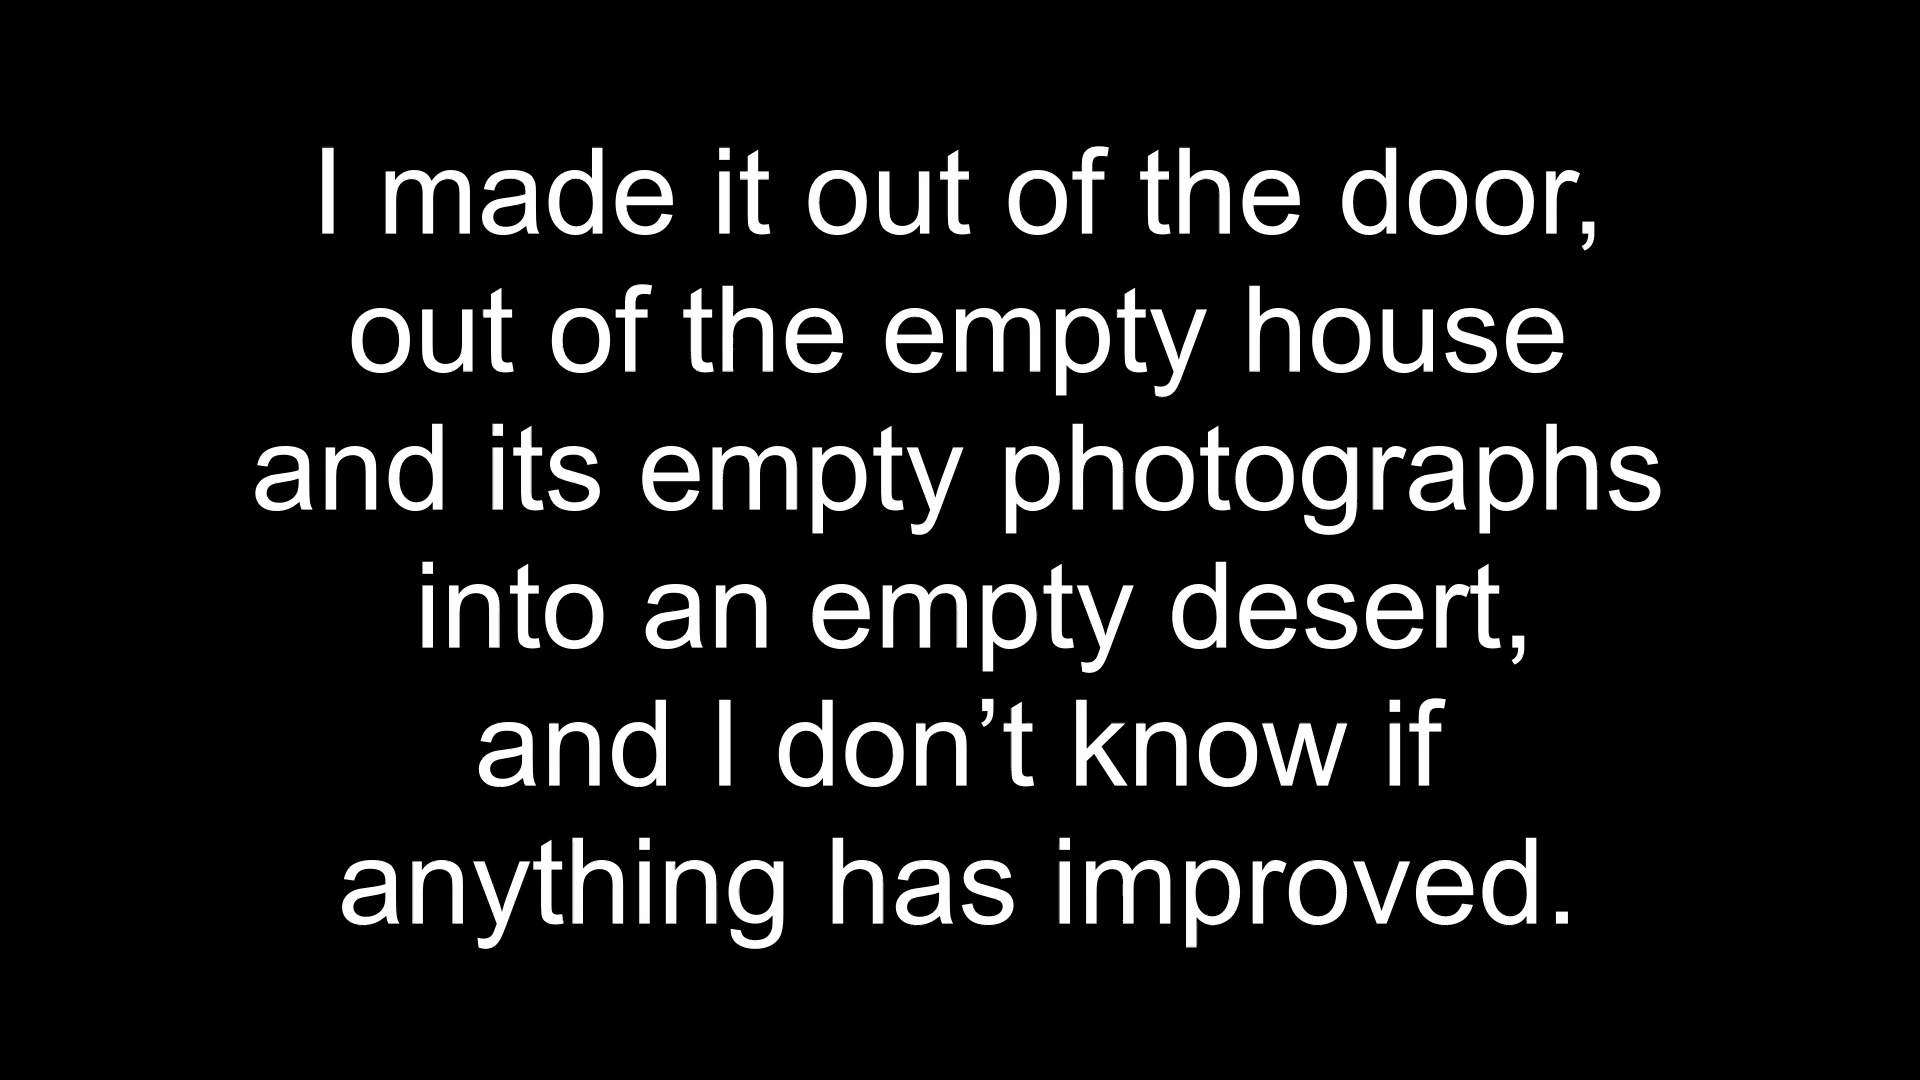 I made it out of the door,
out of the empty house
and its empty photographs
into an empty desert,
and I don’t know if
anything has improved.